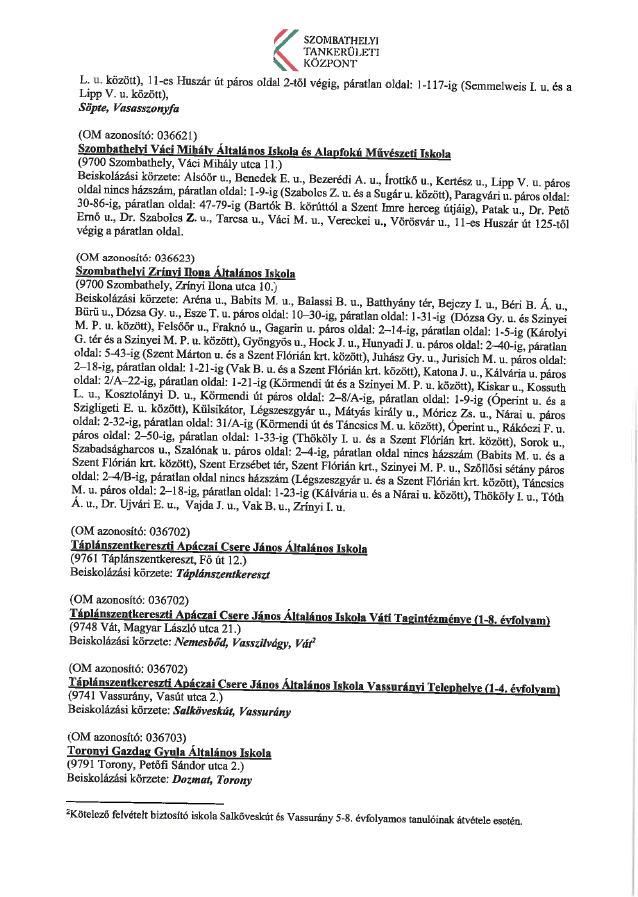 SZOMBATHELYI
TANKERÜLETI
KÖZPONT
L. u. között), 11-es Huszár út páros oldal 2-től végig, páratlan oldal: 1-117-ig (Semmelweis I. u. és a
Lipp V. u. között),
Söpte, Vasasszonyfa
(OM azonosító: 036621)
Szombathelyi Váci Mihály Általános Iskola és Alapfokú Művészeti Iskola
(9700 Szombathely, Váci Mihály utca 11.)
Beiskolázási körzete: Alsóőr u., Benedek E. u., Bezerédi A. u., Írottkő u., Kertész u., Lipp V. u. páros
oldal nincs házszám, páratlan oldal: 1-9-ig (Szabolcs Z. u. és a Sugár u. között), Paragvári u. páros oldal:
30-86-ig, páratlan oldal: 47-79-ig (Bartók B. körúttól a Szent Imre herceg útjáig), Patak u., Dr. Pető
Ernő u., Dr. Szabolcs Z. u., Tarcsa u., Váci M. u., Vereckei u., Vörösvár u., 11-es Huszár út 125-től
végig a páratlan oldal.
(OM azonosító: 036623)
Szombathelyi Zrínyi Ilona Általános Iskola
(9700 Szombathely, Zrínyi Ilona utca 10.)
Beiskolázási körzete: Aréna u., Babits M. u., Balassi B. u., Batthyány tér, Bejczy I. u., Béri B. Á. u.,
Bürü u., Dózsa Gy. u., Esze T. u. páros oldal: 10–30-ig, páratlan oldal: 1-31-ig (Dózsa Gy. u. és Szinyei
M. P. u. között), Felsőőr u., Fraknó u., Gagarin u. páros oldal: 2–14-ig, páratlan oldal: 1-5-ig (Károlyi
G. tér és a Szinyei M. P. u. között), Gyöngyös u., Hock J. u., Hunyadi J. u. páros oldal: 2–40-ig, páratlan
oldal: 5-43-ig (Szent Márton u. és a Szent Flórián krt. között), Juhász Gy. u., Jurisich M. u. páros oldal:
2–18-ig, páratlan oldal: 1-21-ig (Vak B. u. és a Szent Flórián krt. között), Katona J. u., Kálvária u. páros
oldal: 2/A–22-ig, páratlan oldal: 1-21-ig (Körmendi út és a Szinyei M. P. u. között), Kiskar u., Kossuth
L. u., Kosztolányi D. u., Körmendi út páros oldal: 2–8/A-ig, páratlan oldal: 1-9-ig (Óperint u. és a
Szigligeti E. u. között), Külsikátor, Légszeszgyár u., Mátyás király u., Móricz Zs. u., Nárai u. páros
oldal: 2-32-ig, páratlan oldal: 31/A-ig (Körmendi út és Táncsics M. u. között), Óperint u., Rákóczi F. u.
páros oldal: 2–50-ig, páratlan oldal: 1-33-ig (Thököly I. u. és a Szent Flórián krt. között), Sorok u.,
Szabadságharcos u., Szalónak u. páros oldal: 2–4-ig, páratlan oldal nincs házszám (Babits M. u. és a
Szent Flórián krt. között), Szent Erzsébet tér, Szent Flórián krt., Szinyei M. P. u., Szőllősi sétány páros
oldal: 2–4/B-ig, páratlan oldal nincs házszám (Légszeszgyár u. és a Szent Flórián krt. között), Táncsics
M. u. páros oldal: 2–18-ig, páratlan oldal: 1-23-ig (Kálvária u. és a Nárai u. között), Thököly I. u., Tóth
Á. u., Dr. Ujvári E. u., Vajda J. u., Vak B. u., Zrínyi I. u.
(OM azonosító: 036702)
Táplánszentkereszti Apáczai Csere János Általános Iskola
(9761 Táplánszentkereszt, Fő út 12.)
Beiskolázási körzete: Táplánszentkereszt
(OM azonosító: 036702)
Táplánszentkereszti Apáczai Csere János Általános Iskola Váti Tagintézménye (1-8. évfolyam)
(9748 Vát, Magyar László utca 21.)
Beiskolázási körzete: Nemesbőd, Vasszilvágy, Vát²
(OM azonosító: 036702)
Táplánszentkereszti Apáczai Csere János Általános Iskola Vassurányi Telephelye (1-4. évfolyam)
(9741 Vassurány, Vasút utca 2.)
Beiskolázási körzete: Salköveskút, Vassurány
(OM azonosító: 036703)
Toronyi Gazdag Gyula Általános Iskola
(9791 Torony, Petőfi Sándor utca 2.)
Beiskolázási körzete: Dozmat, Torony
²Kötelező felvételt biztosító iskola Salköveskút és Vassurány 5-8. évfolyamos tanulóinak átvétele esetén.